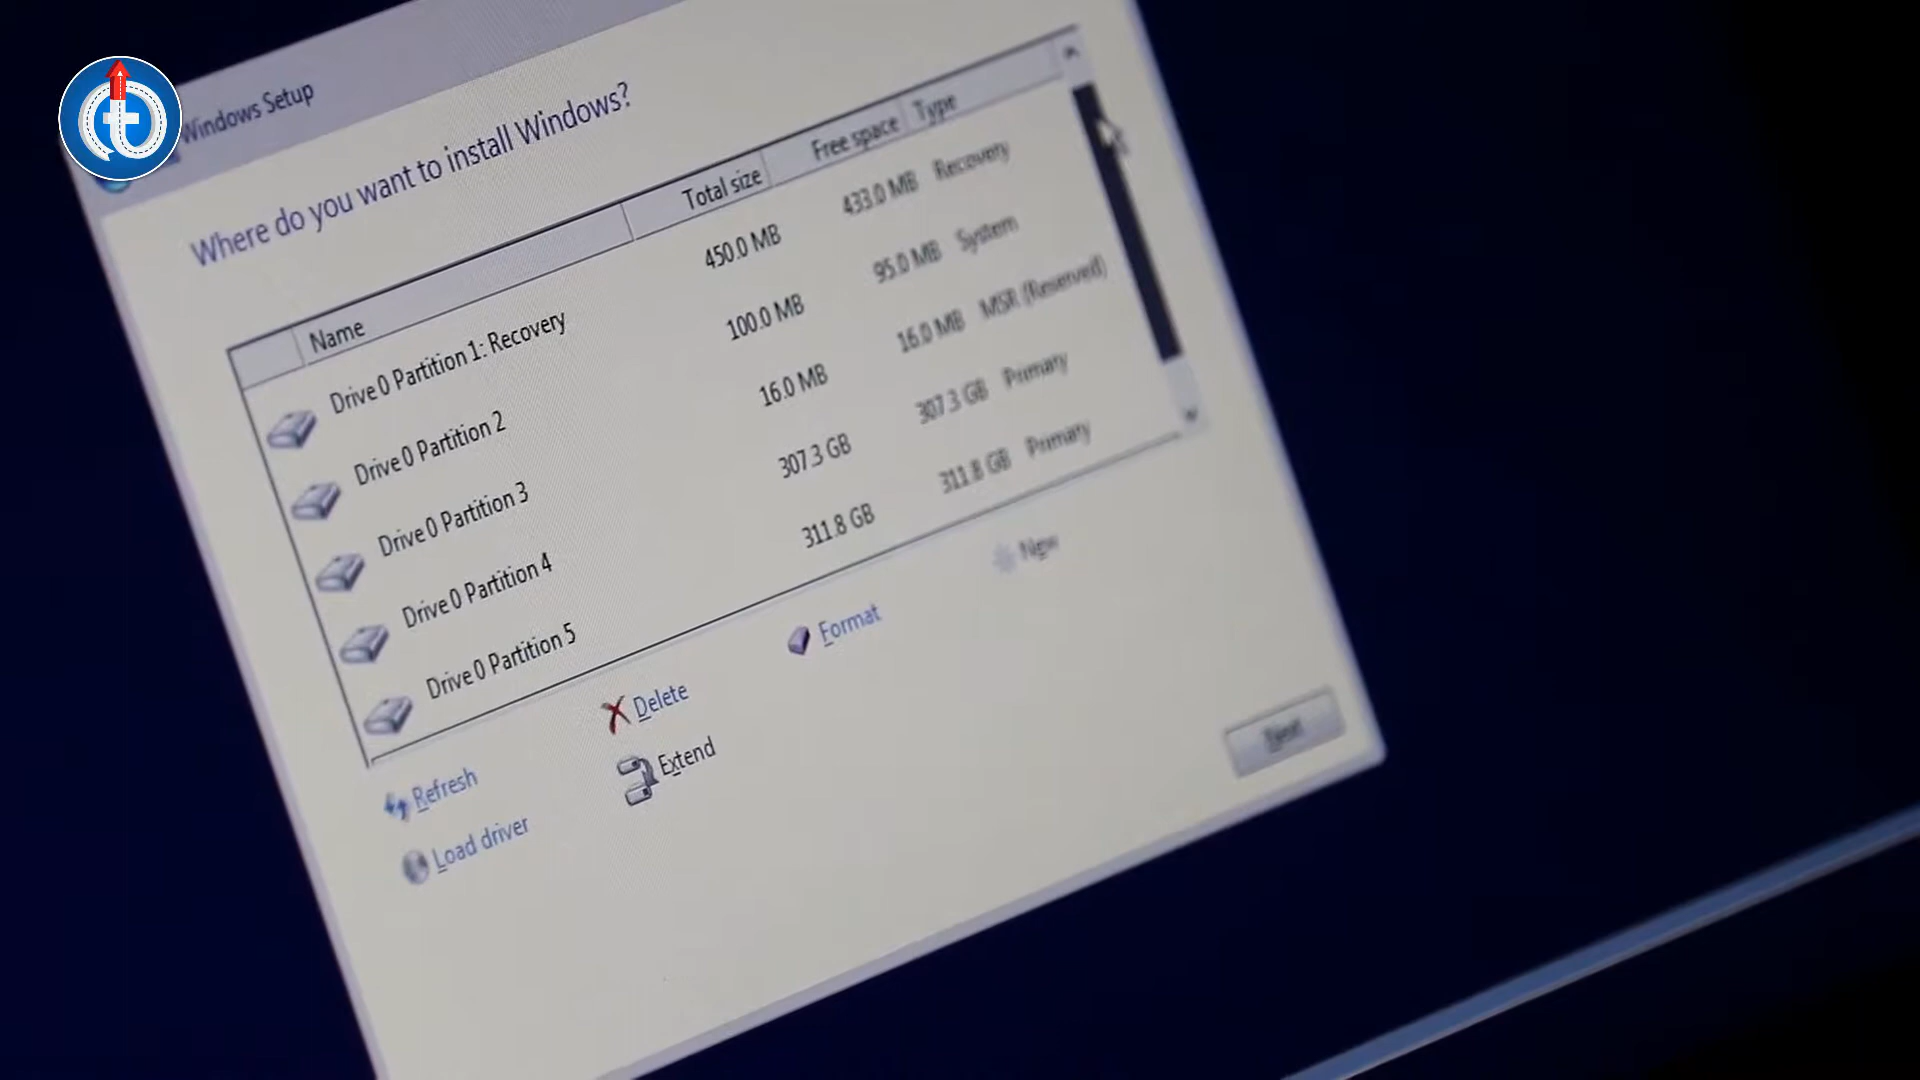 Windows Setup
Where do you want to install Windows?
Name Total size Free space Type
Drive 0 Partition 1: Recovery 450.0 MB 433.0 MB Recovery
Drive 0 Partition 2 100.0 MB 95.0 MB System
Drive 0 Partition 3 16.0 MB 16.0 MB MSR (Reserved)
Drive 0 Partition 4 307.3 GB 307.3 GB Primary
Drive 0 Partition 5 311.8 GB 311.8 GB Primary
Refresh Delete Format New
Load driver Extend
Next